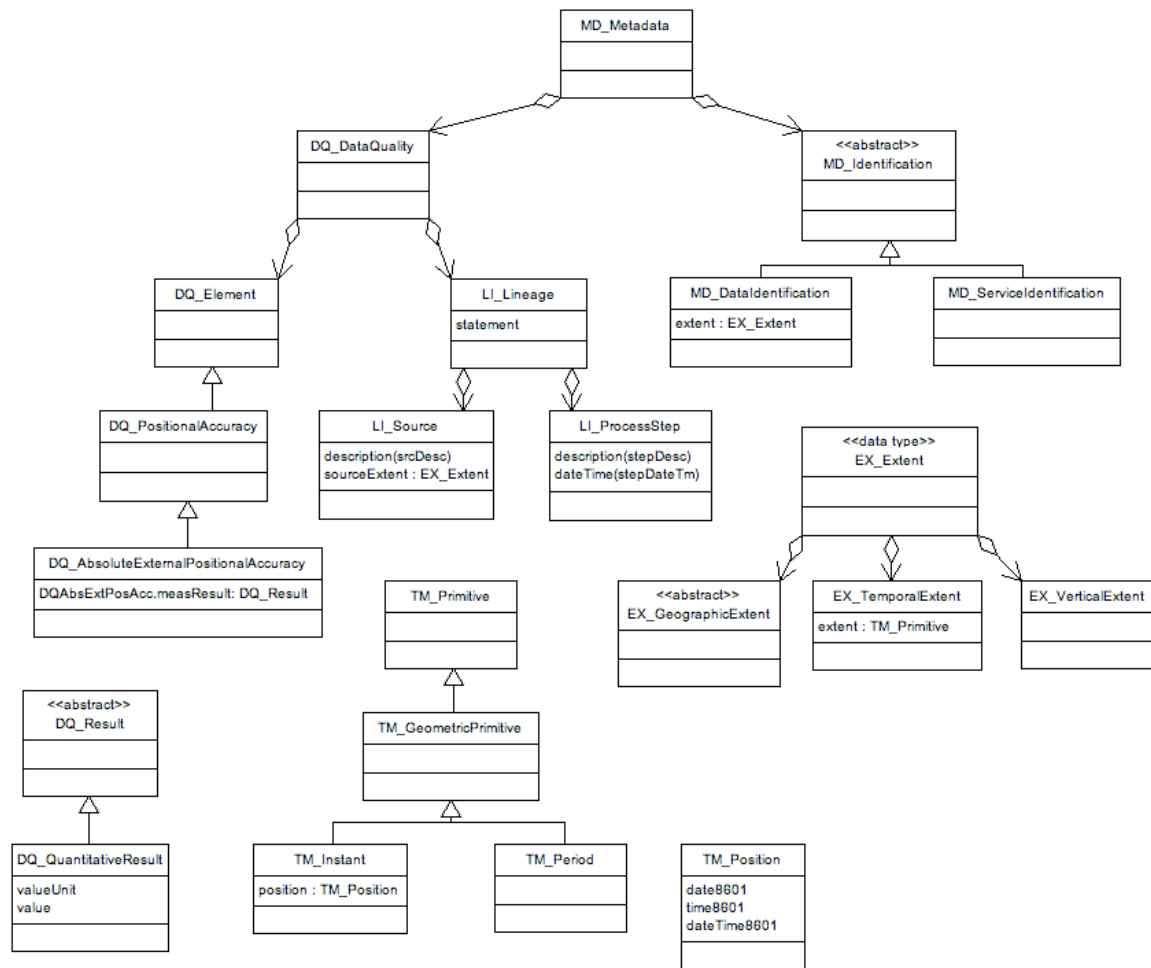 MD_Metadata
DQ_DataQuality
<<abstract>>
MD_Identification
DQ_Element
LI_Lineage
statement
MD_DataIdentification
extent : EX_Extent
MD_ServiceIdentification
DQ_PositionalAccuracy
LI_Source
description(srcDesc)
sourceExtent : EX_Extent
LI_ProcessStep
description(stepDesc)
dateTime(stepDateTm)
<<data type>>
EX_Extent
DQ_AbsoluteExternalPositionalAccuracy
DQAbsExtPosAcc.measResult: DQ_Result
TM_Primitive
<<abstract>>
EX_GeographicExtent
EX_TemporalExtent
extent : TM_Primitive
EX_VerticalExtent
<<abstract>>
DQ_Result
TM_GeometricPrimitive
DQ_QuantitativeResult
valueUnit
value
TM_Instant
position : TM_Position
TM_Period
TM_Position
date8601
time8601
dateTime8601